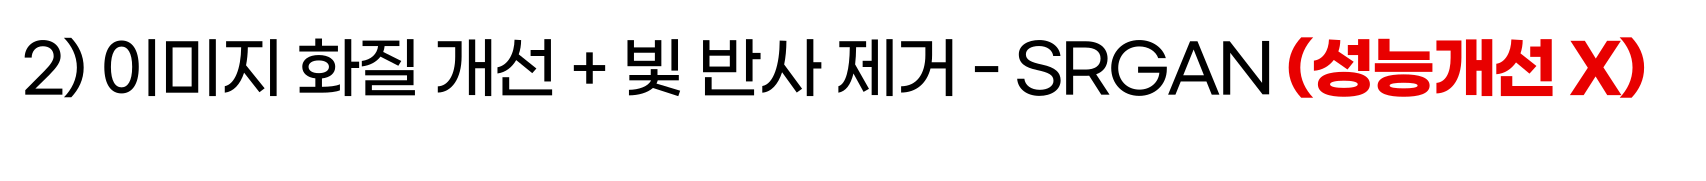 2) 이미지 화질 개선 + 빛 반사 제거 - SRGAN (성능개선 X)